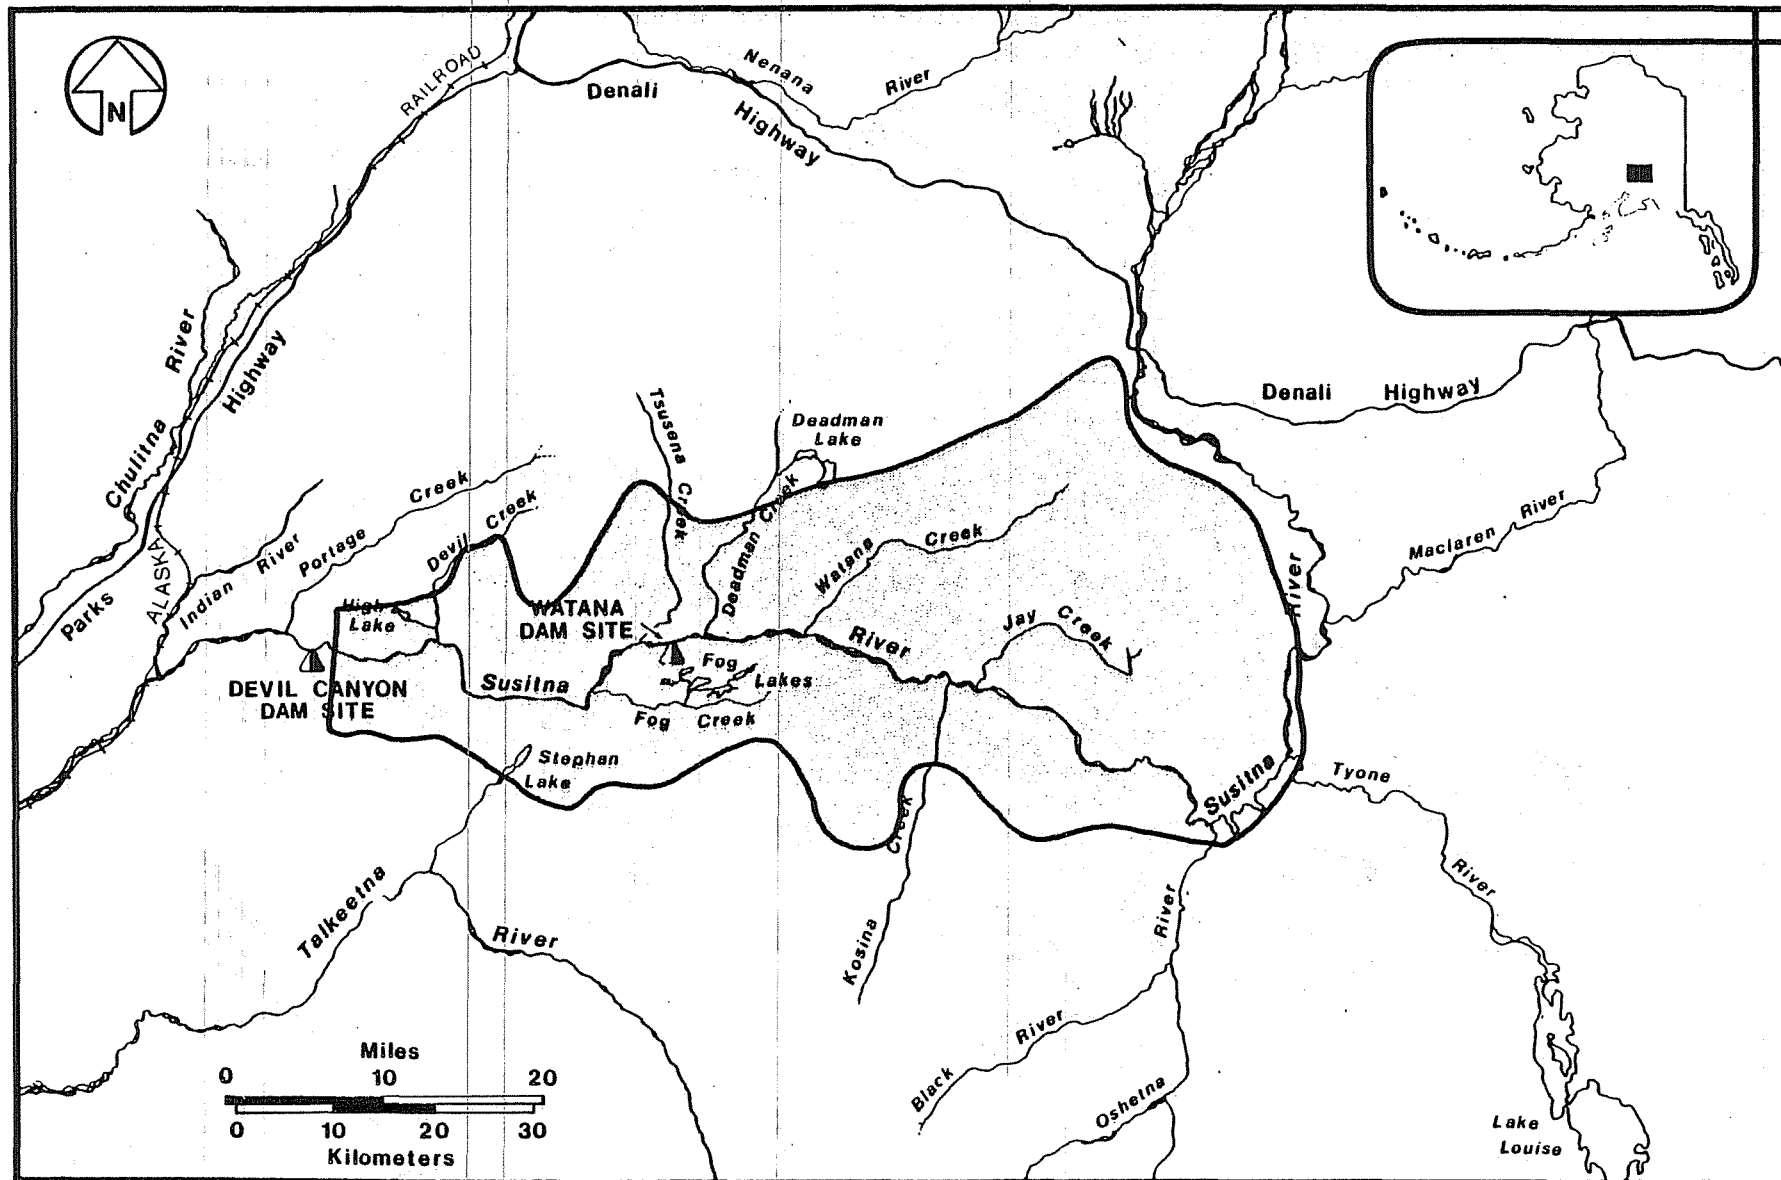 N
RAILROAD
Nenana River
Denali Highway
Chulitna River
Parks Highway
ALASKA
Denali Highway
Tsusena Creek
Deadman
Lake
Deadman Creek
Portage Creek
Devil Creek
Indian River
High
Lake
WATANA
DAM SITE
Watana Creek
Jay Creek
River
Maclaren River
River
DEVIL CANYON
DAM SITE
Susitna
Fog
Lakes
Fog Creek
Stephan
Lake
Susitna
Tyone River
Kosina Creek
Talkeetna River
River
Black River
Oshetna
Lake
Louise
Miles
0 10 20
0 10 20 30
Kilometers